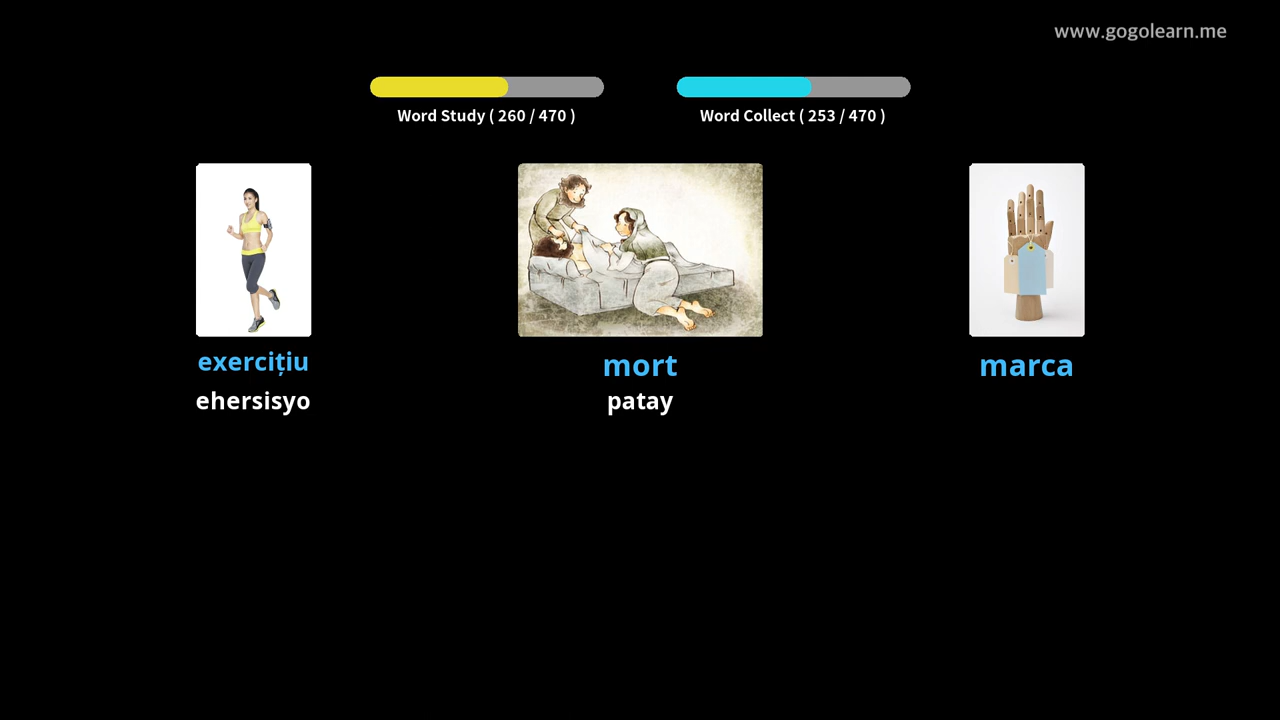 www.gogolearn.me
Word Study ( 260 / 470 )
Word Collect ( 253 / 470 )
exercițiu
mort
marca
ehersisyo
patay